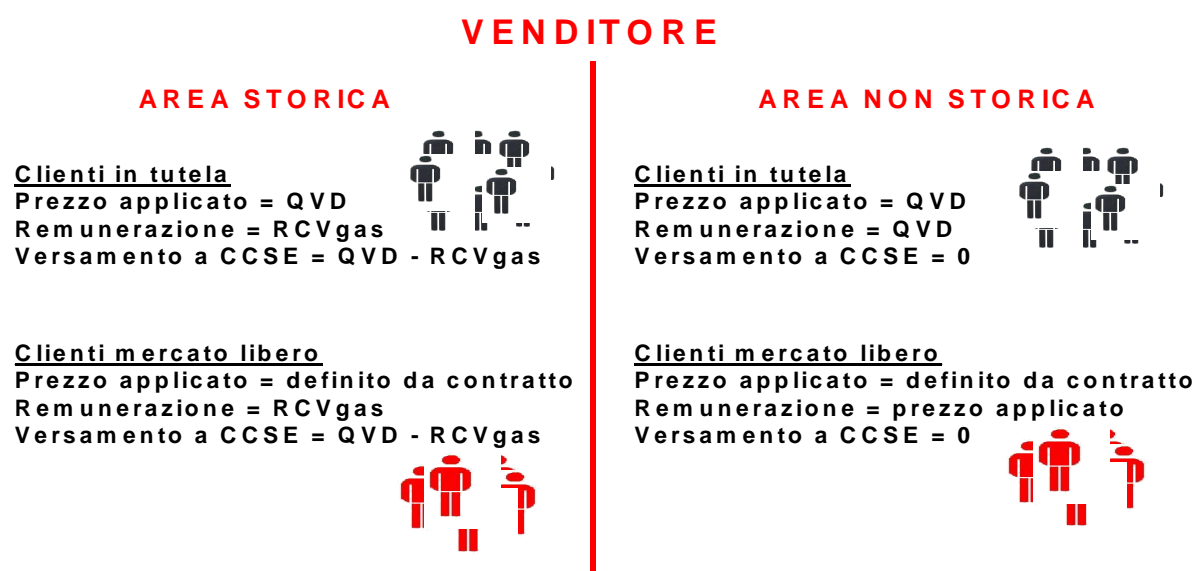 VENDITORE
AREA STORICA
Clienti in tutela
Prezzo applicato = QVD
Remunerazione = RCVgas
Versamento a CCSE = QVD - RCVgas
Clienti mercato libero
Prezzo applicato = definito da contratto
Remunerazione = RCVgas
Versamento a CCSE = QVD - RCVgas
AREA NON STORICA
Clienti in tutela
Prezzo applicato = QVD
Remunerazione = QVD
Versamento a CCSE = 0
Clienti mercato libero
Prezzo applicato = definito da contratto
Remunerazione = prezzo applicato
Versamento a CCSE = 0